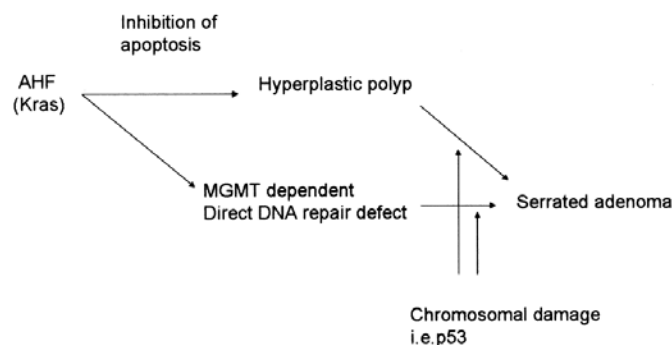 Inhibition of
apoptosis
AHF
(Kras)
Hyperplastic polyp
MGMT dependent
Direct DNA repair defect
Serrated adenoma
Chromosomal damage
i.e.p53